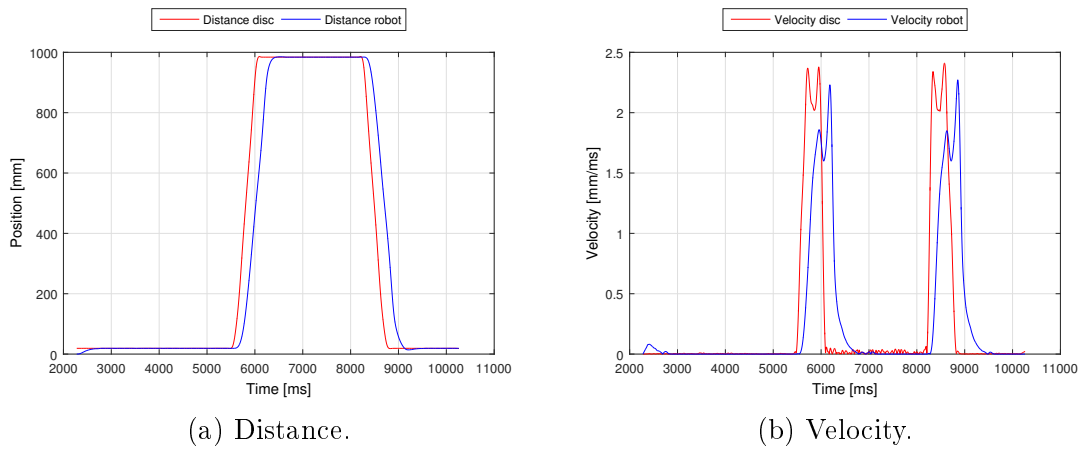 Distance disc Distance robot
1000
800
600
400
200
0
Position [mm]
2000 3000 4000 5000 6000 7000 8000 9000 10000 11000
Time [ms]
(a) Distance.
Velocity disc Velocity robot
2.5
2
1.5
1
0.5
0
Velocity [mm/ms]
2000 3000 4000 5000 6000 7000 8000 9000 10000 11000
Time [ms]
(b) Velocity.